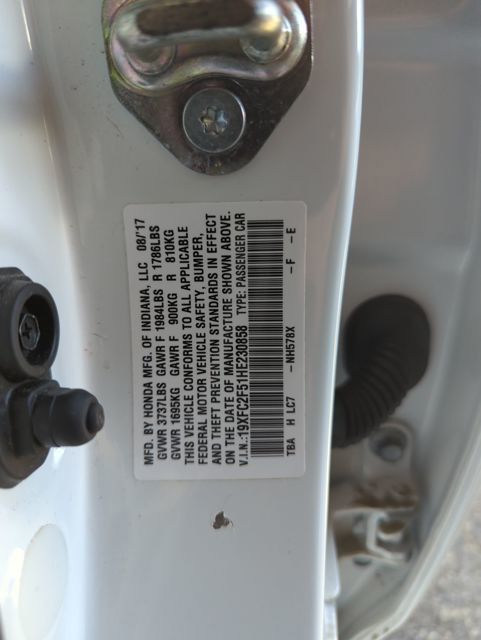 MFD. BY HONDA MFG. OF INDIANA, LLC 08/'17
GVWR 3737LBS GAWR F 1984LBS R 1786LBS
GVWR 1695KG GAWR F 900KG R 810KG
THIS VEHICLE CONFORMS TO ALL APPLICABLE
FEDERAL MOTOR VEHICLE SAFETY, BUMPER,
AND THEFT PREVENTION STANDARDS IN EFFECT
ON THE DATE OF MANUFACTURE SHOWN ABOVE.
V.I.N.:19XFC2F51HE230858 TYPE: PASSENGER CAR
TBA H LC7 -NH578X -F -E